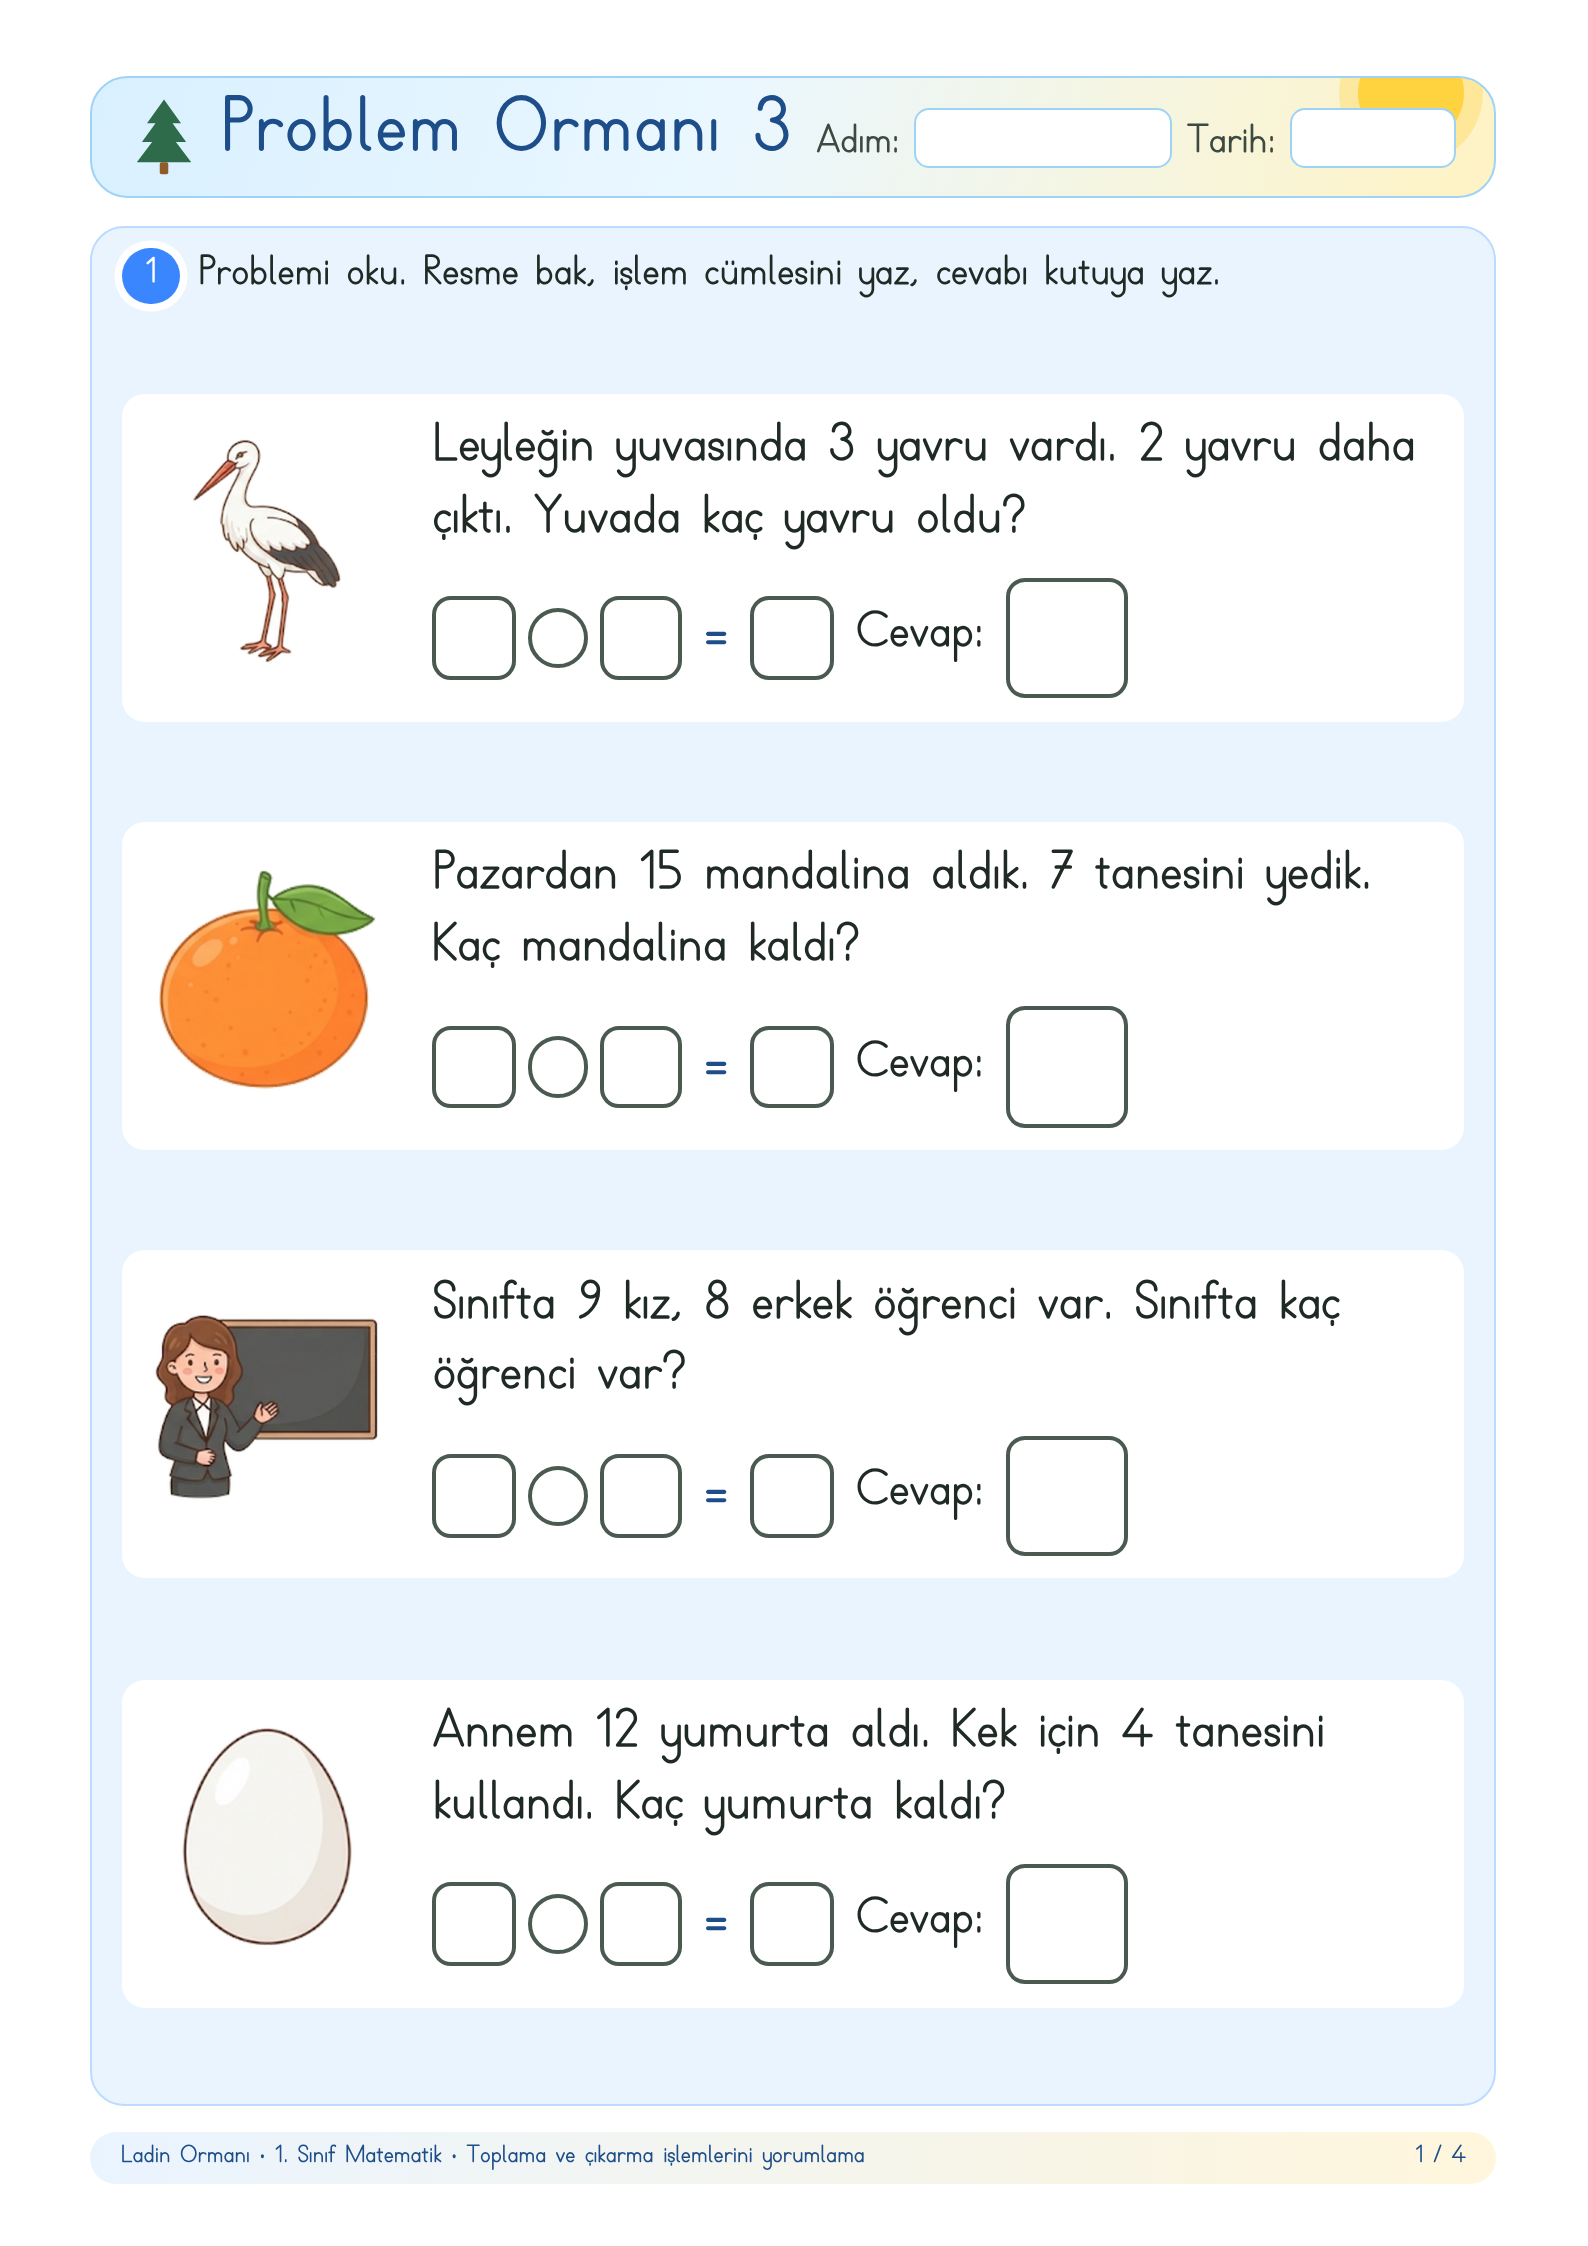 Problem Ormanı 3 Adım: Tarih:
1 Problemi oku. Resme bak, işlem cümlesini yaz, cevabı kutuya yaz.
Leyleğin yuvasında 3 yavru vardı. 2 yavru daha
çıktı. Yuvada kaç yavru oldu?
= Cevap:
Pazardan 15 mandalina aldık. 7 tanesini yedik.
Kaç mandalina kaldı?
= Cevap:
Sınıfta 9 kız, 8 erkek öğrenci var. Sınıfta kaç
öğrenci var?
= Cevap:
Annem 12 yumurta aldı. Kek için 4 tanesini
kullandı. Kaç yumurta kaldı?
= Cevap:
Ladin Ormanı • 1. Sınıf Matematik • Toplama ve çıkarma işlemlerini yorumlama 1 / 4